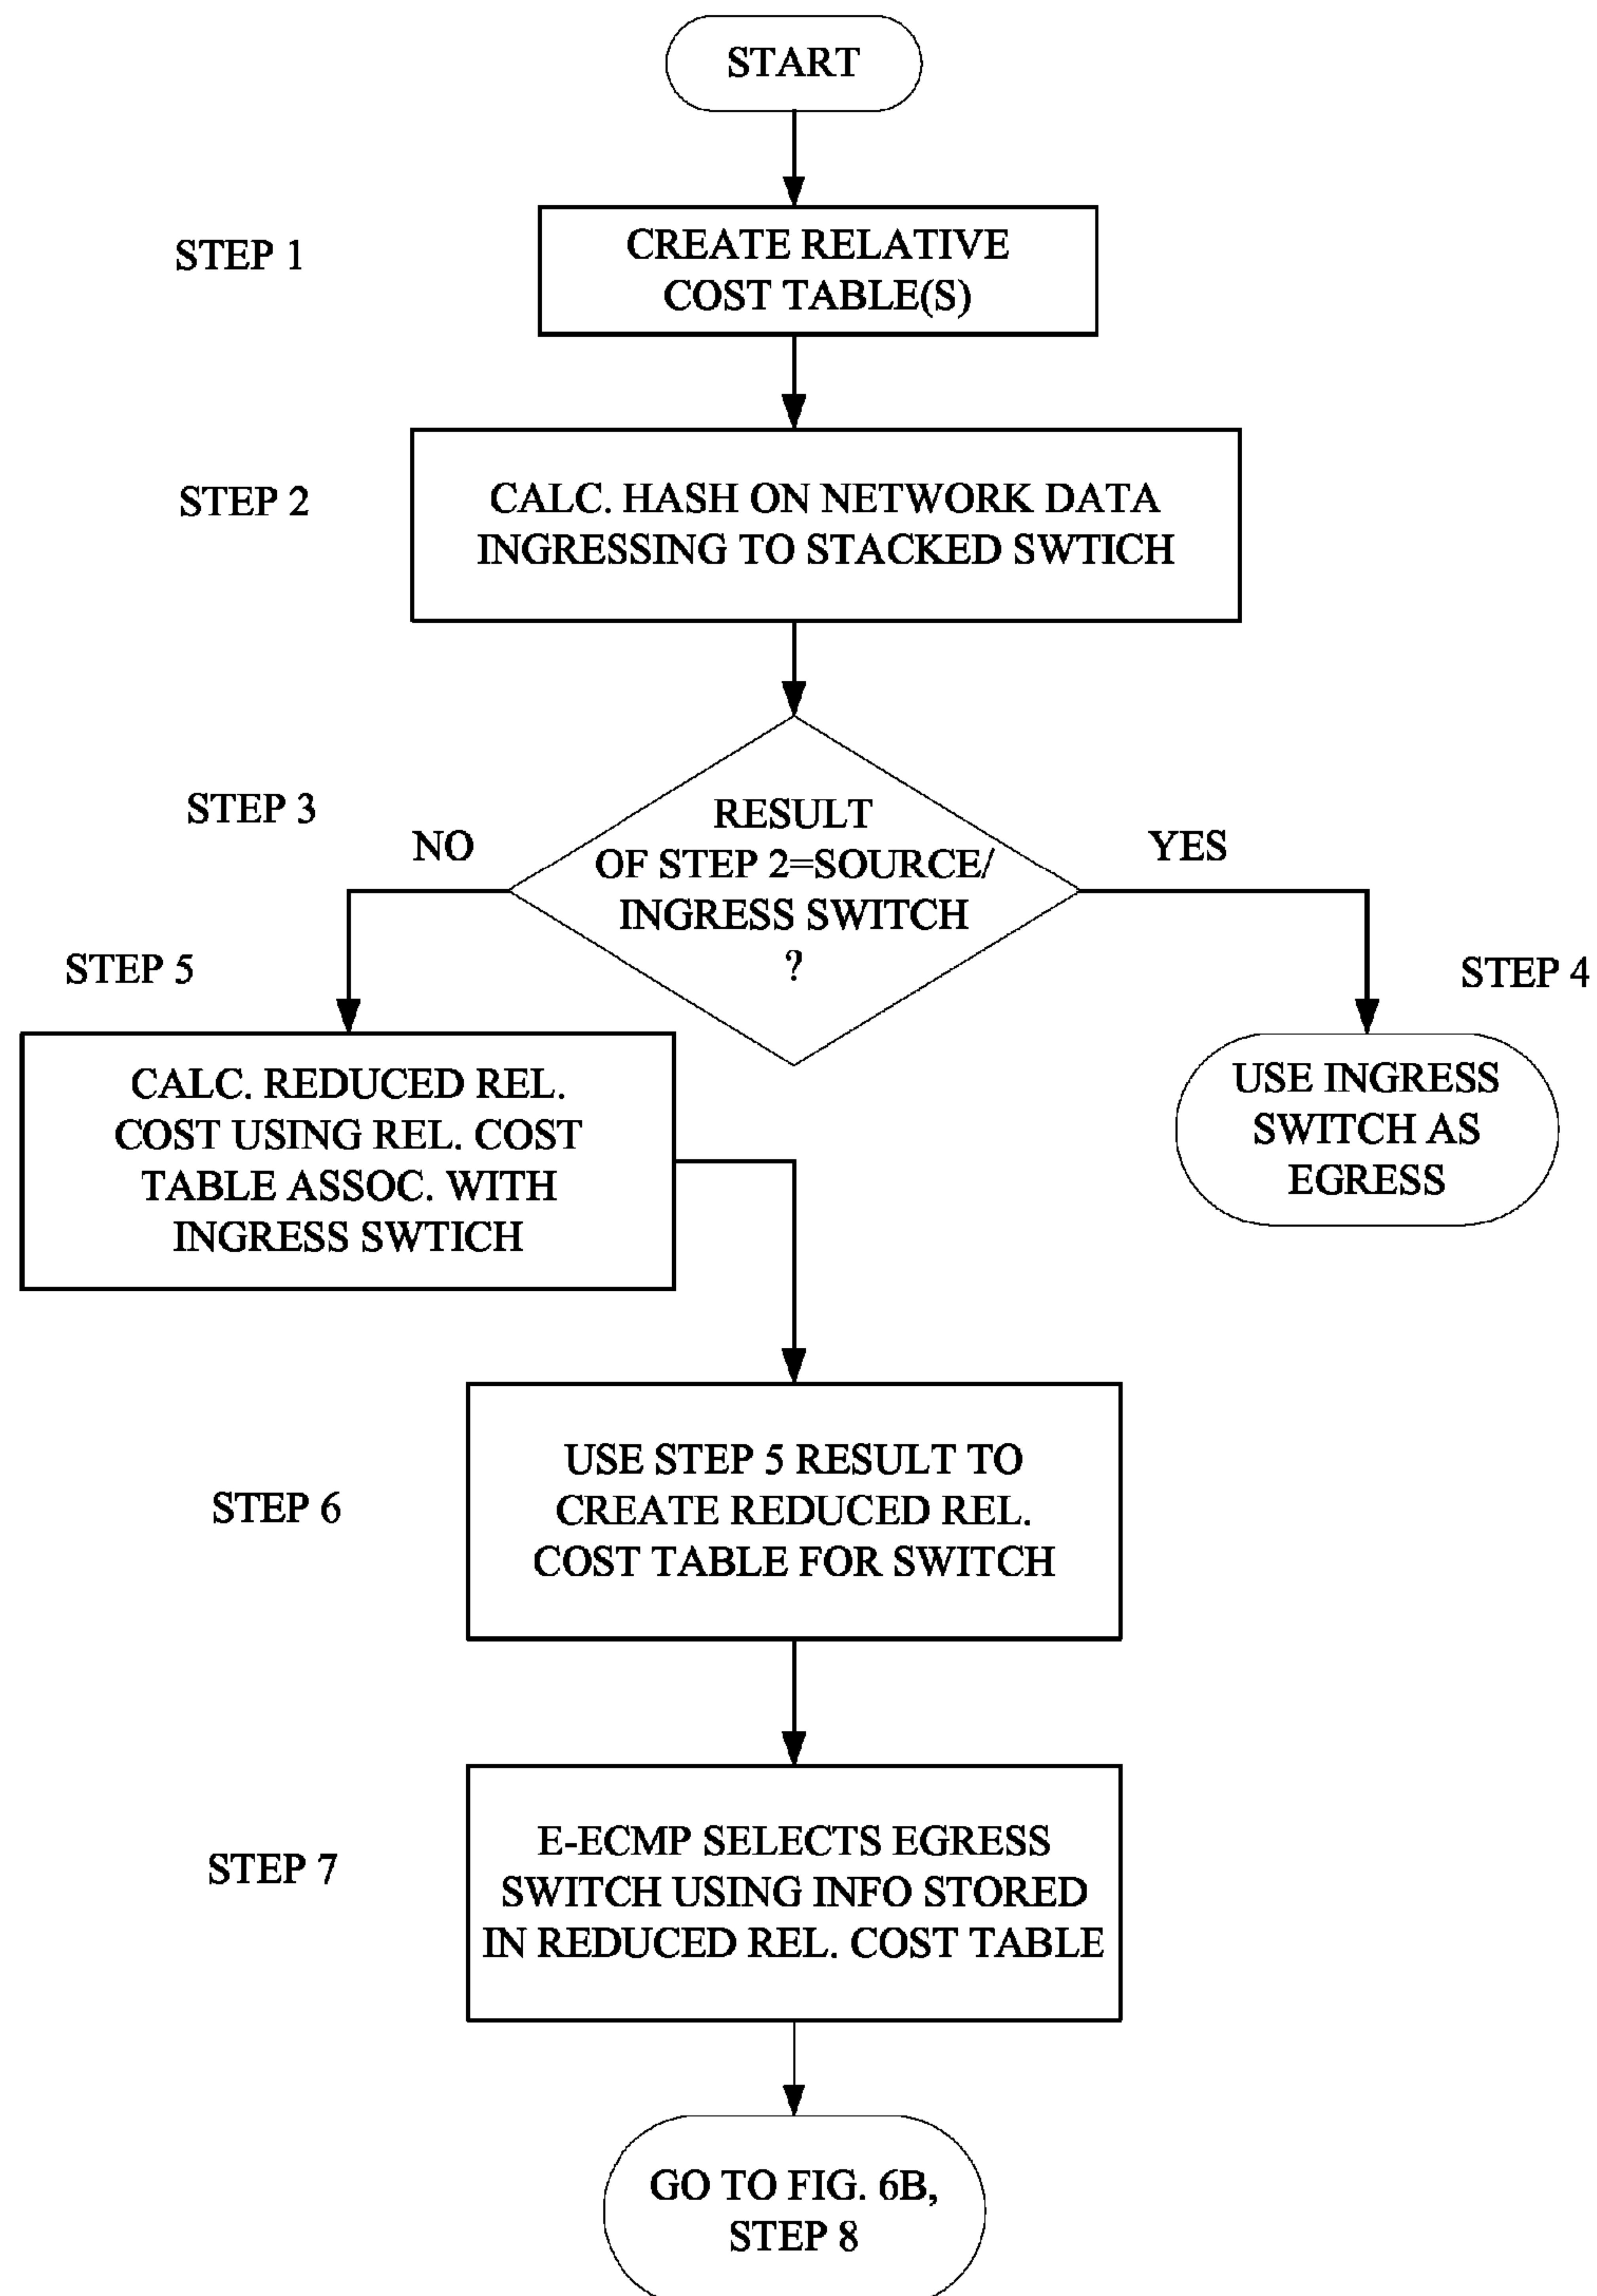 START
STEP 1
CREATE RELATIVE
COST TABLE(S)
STEP 2
CALC. HASH ON NETWORK DATA
INGRESSING TO STACKED SWTICH
STEP 3
RESULT
OF STEP 2=SOURCE/
INGRESS SWITCH
?
NO
YES
STEP 5
CALC. REDUCED REL.
COST USING REL. COST
TABLE ASSOC. WITH
INGRESS SWTICH
STEP 4
USE INGRESS
SWITCH AS
EGRESS
STEP 6
USE STEP 5 RESULT TO
CREATE REDUCED REL.
COST TABLE FOR SWITCH
STEP 7
E-ECMP SELECTS EGRESS
SWITCH USING INFO STORED
IN REDUCED REL. COST TABLE
GO TO FIG. 6B,
STEP 8